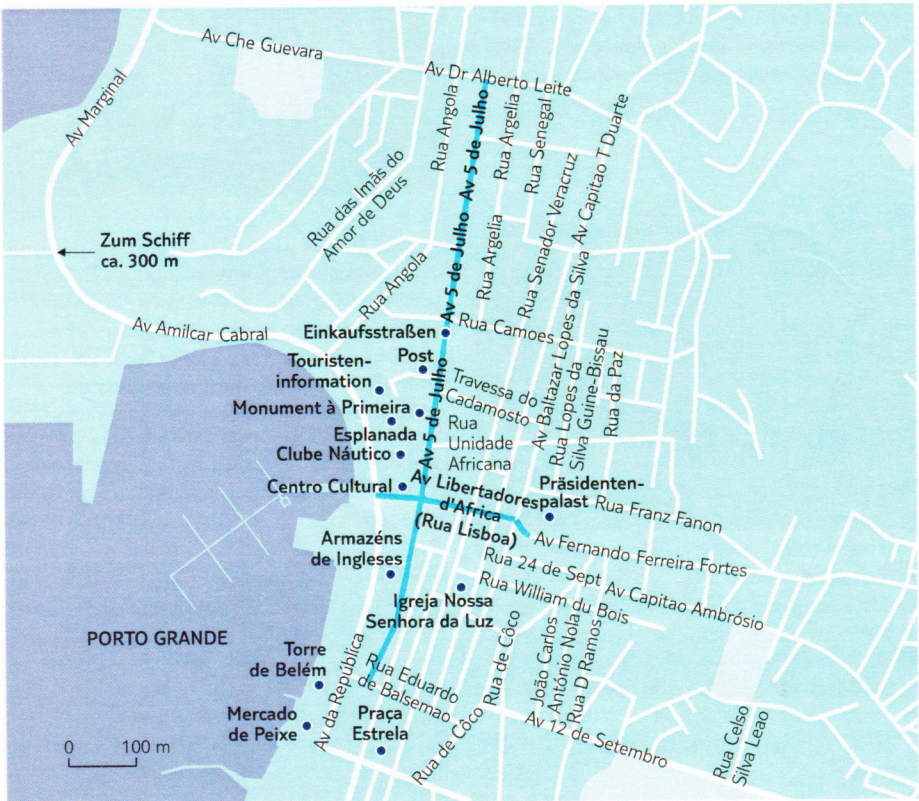 Av Che Guevara
Av Dr Alberto Leite
Av Marginal
Rua Angola
Av 5 de Julho
Rua Argelia
Rua Senegal
Av Capitao T Duarte
Rua das Imãs do
Amor de Deus
Rua Senador Veracruz
Zum Schiff
ca. 300 m
Rua Angola
Av 5 de Julho
Rua Argelia
Av Baltazar Lopes da Silva
Av Amilcar Cabral
Einkaufsstraßen
Rua Camoes
Post
Touristen-
information
Av 5 de Julho
Travessa do
Cadamosto
Rua Lopes da
Silva Guine-Bissau
Rua da Paz
Monument à Primeira
Esplanada
Rua
Unidade
Africana
Clube Náutico
Centro Cultural
Av Libertadores
d'Africa
(Rua Lisboa)
Präsidenten-
palast
Rua Franz Fanon
Av Fernando Ferreira Fortes
Armazéns
de Ingleses
Rua 24 de Sept
Av Capitao Ambrósio
Rua William du Bois
Igreja Nossa
Senhora da Luz
PORTO GRANDE
Torre
de Belém
Av da República
Rua Eduardo
de Balsemao
Rua de Côco
João Carlos
António Nola
Rua D Ramos
Mercado
de Peixe
Praça
Estrela
Rua de Côco
Av 12 de Setembro
Rua Celso
Silva Leao
0 100 m